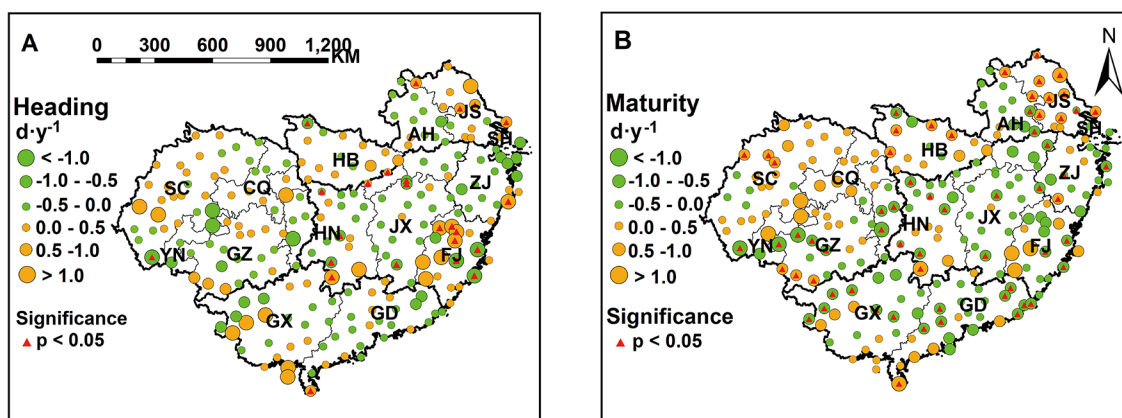 A
0 300 600 900 1,200
KM
Heading
d·y-1
< -1.0
-1.0 - -0.5
-0.5 - 0.0
0.0 - 0.5
0.5 -1.0
> 1.0
Significance
p < 0.05
JS
AH
SH
HB
ZJ
SC
CQ
HN
JX
YN
GZ
FJ
GX
GD
B
N
Maturity
d·y-1
< -1.0
-1.0 - -0.5
-0.5 - 0.0
0.0 - 0.5
0.5 -1.0
> 1.0
Significance
p < 0.05
JS
AH
SH
HB
ZJ
SC
CQ
HN
JX
YN
GZ
FJ
GX
GD